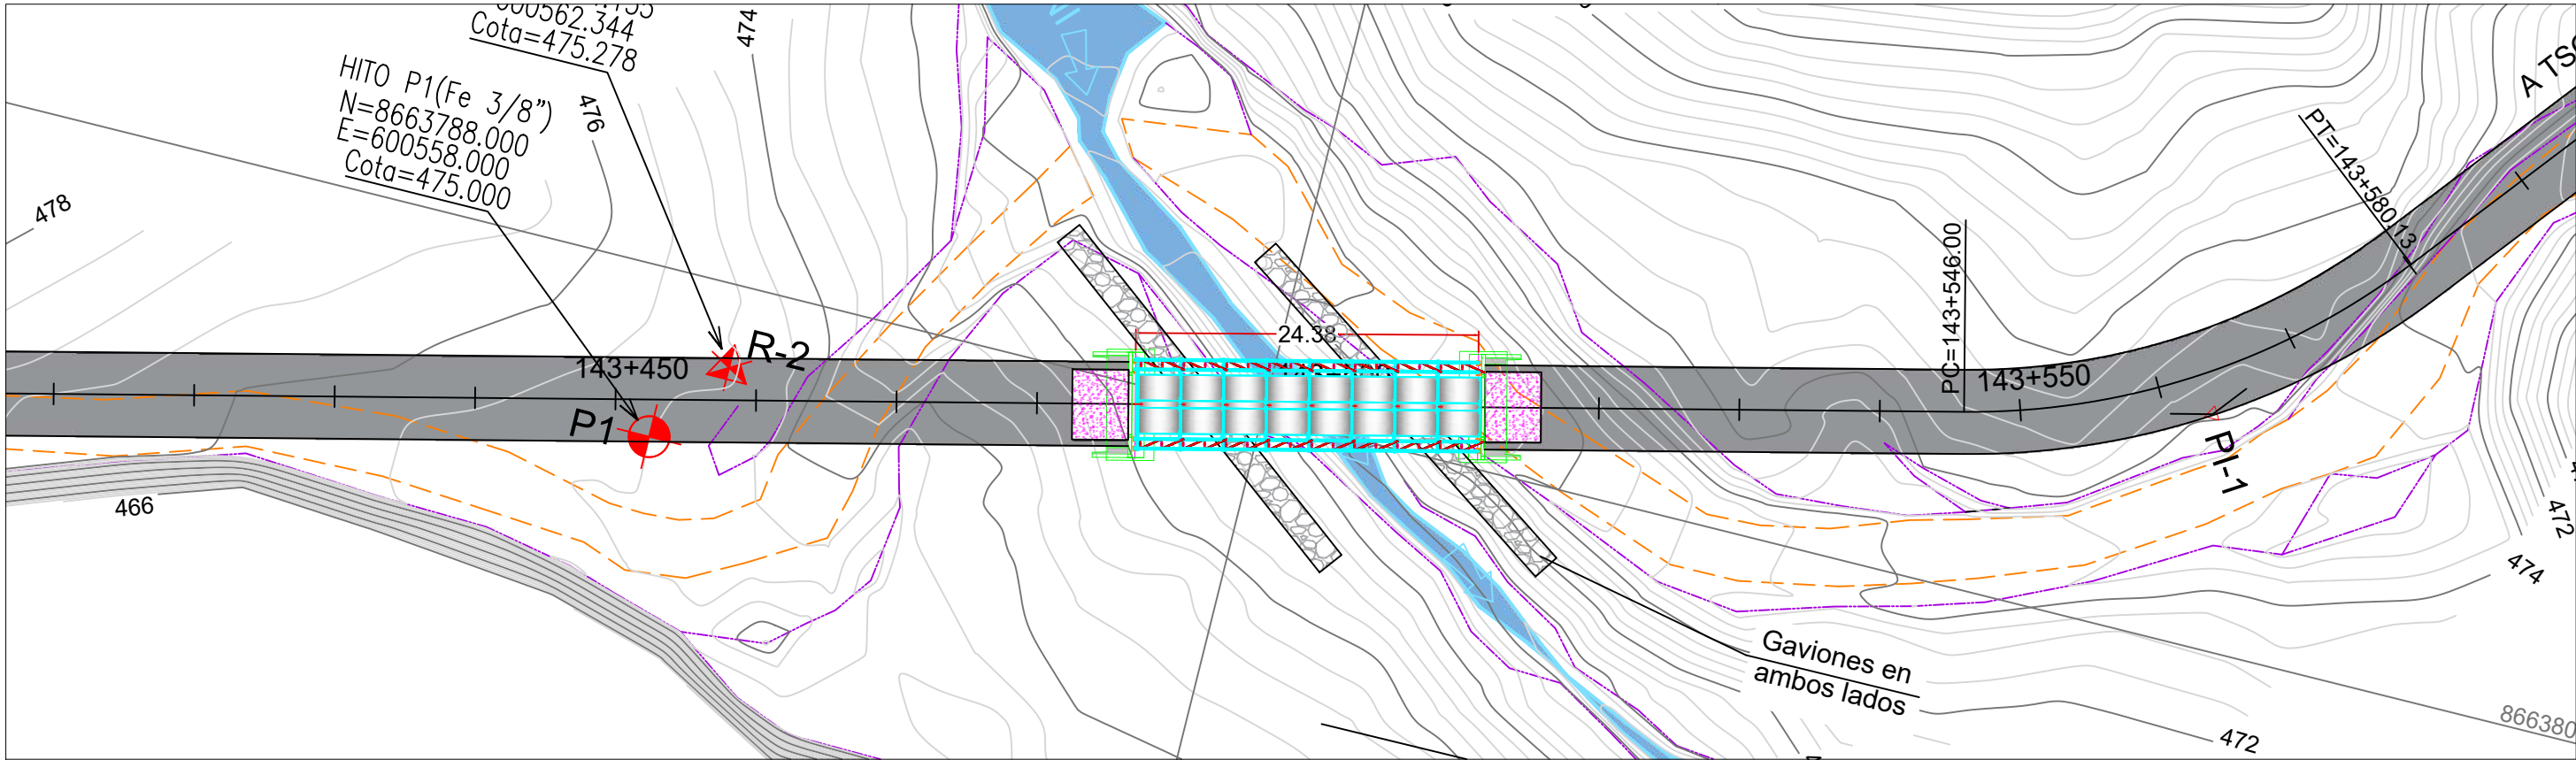 600562.344
Cota=475.278
474
HITO P1(Fe 3/8")
N=8663788.000
E=600558.000
Cota=475.000
476
478
466
143+450
R-2
P1
24.38
PC=143+546.00
143+550
PT=143+580.13
PI-1
Gaviones en
ambos lados
472
474
472
866380